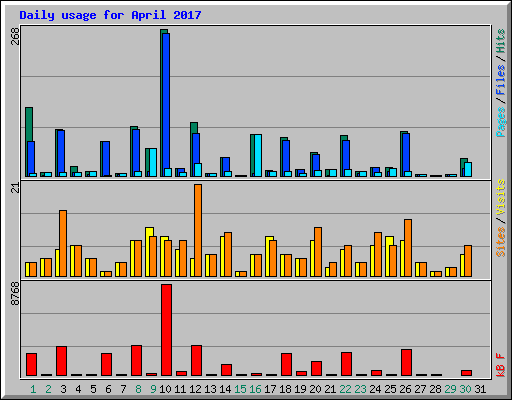 Daily usage for April 2017
268
Pages/Files/Hits
21
Sites/Visits
8768
kB F
1 2 3 4 5 6 7 8 9 10 11 12 13 14 15 16 17 18 19 20 21 22 23 24 25 26 27 28 29 30 31